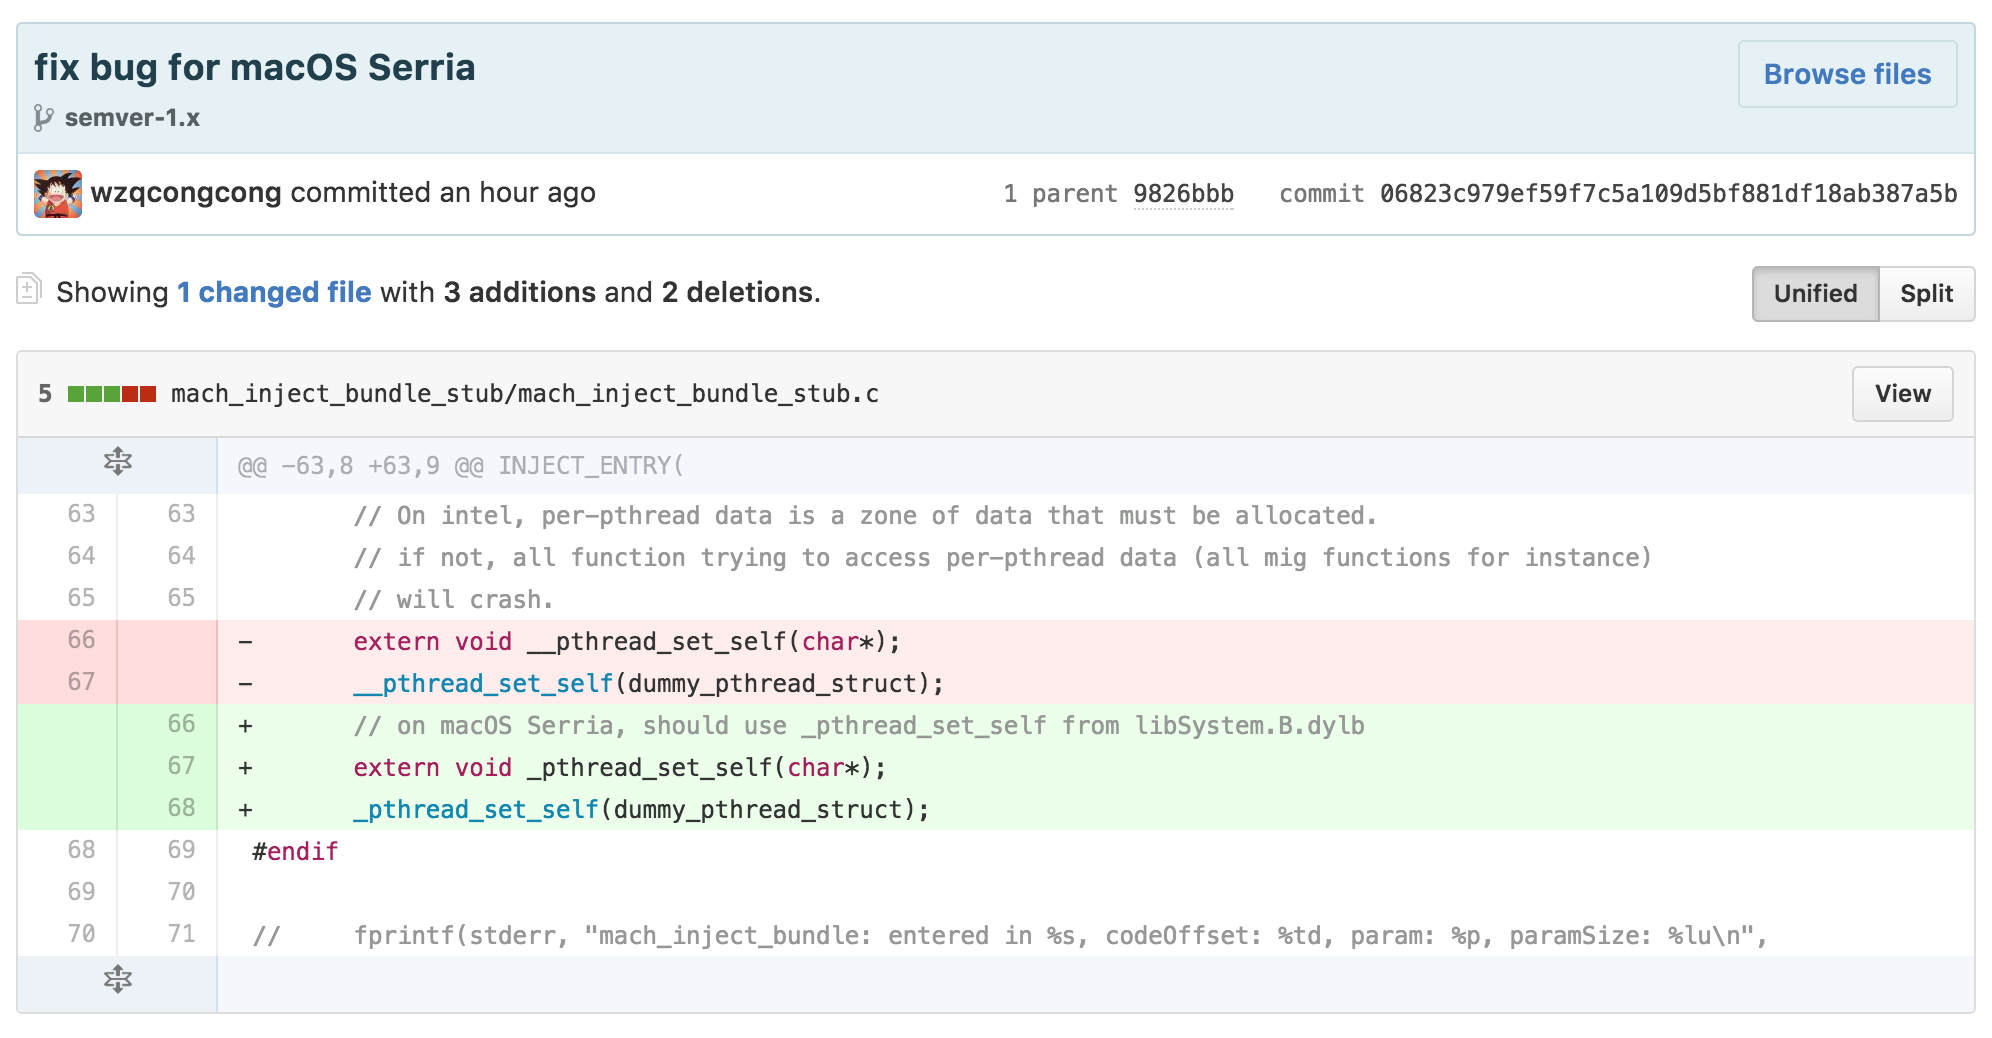 fix bug for macOS Serria
Browse files
semver-1.x
wzqcongcong committed an hour ago
1 parent 9826bbb commit 06823c979ef59f7c5a109d5bf881df18ab387a5b
Showing 1 changed file with 3 additions and 2 deletions.
Unified Split
5 mach_inject_bundle_stub/mach_inject_bundle_stub.c
View
@@ -63,8 +63,9 @@ INJECT_ENTRY(
63 63 // On intel, per-pthread data is a zone of data that must be allocated.
64 64 // if not, all function trying to access per-pthread data (all mig functions for instance)
65 65 // will crash.
66 - extern void __pthread_set_self(char*);
67 - __pthread_set_self(dummy_pthread_struct);
66 + // on macOS Serria, should use _pthread_set_self from libSystem.B.dylb
67 + extern void _pthread_set_self(char*);
68 + _pthread_set_self(dummy_pthread_struct);
68 69 #endif
69 70
70 71 // fprintf(stderr, "mach_inject_bundle: entered in %s, codeOffset: %td, param: %p, paramSize: %lu\n",